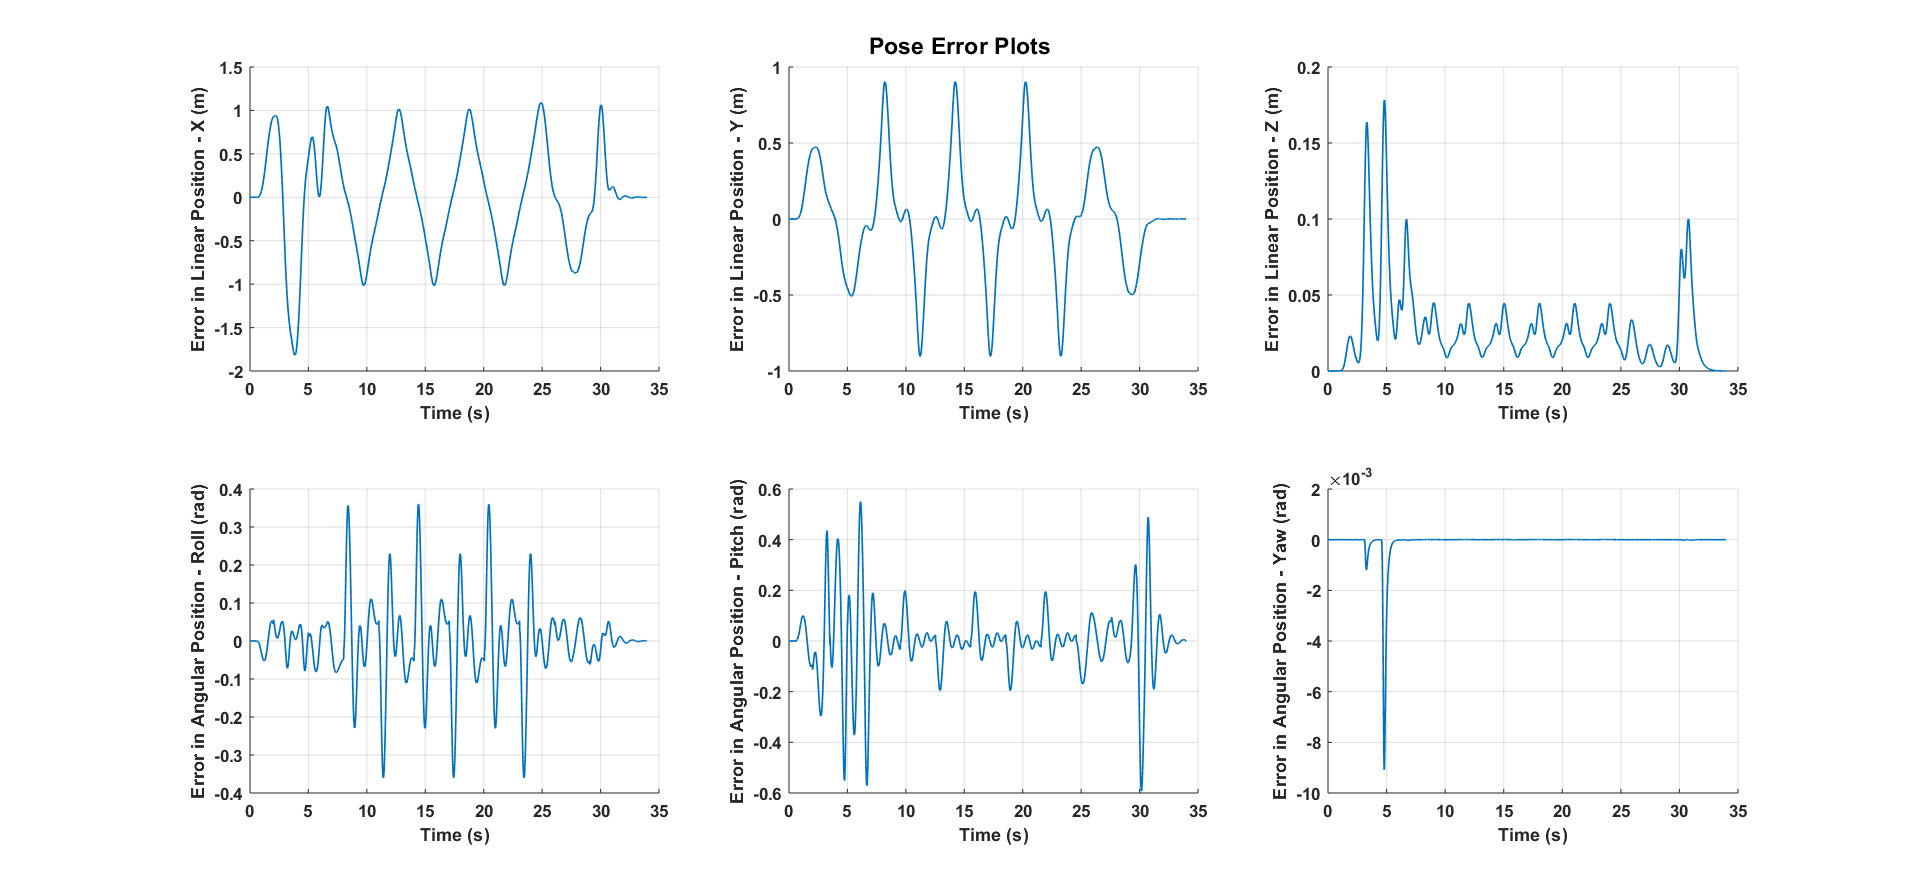 Pose Error Plots
Error in Linear Position - X (m)
1.5
1
0.5
0
-0.5
-1
-1.5
-2
0 5 10 15 20 25 30 35
Time (s)
Error in Linear Position - Y (m)
1
0.5
0
-0.5
-1
0 5 10 15 20 25 30 35
Time (s)
Error in Linear Position - Z (m)
0.2
0.15
0.1
0.05
0
0 5 10 15 20 25 30 35
Time (s)
Error in Angular Position - Roll (rad)
0.4
0.3
0.2
0.1
0
-0.1
-0.2
-0.3
-0.4
0 5 10 15 20 25 30 35
Time (s)
Error in Angular Position - Pitch (rad)
0.6
0.4
0.2
0
-0.2
-0.4
-0.6
0 5 10 15 20 25 30 35
Time (s)
Error in Angular Position - Yaw (rad)
×10⁻³
2
0
-2
-4
-6
-8
-10
0 5 10 15 20 25 30 35
Time (s)